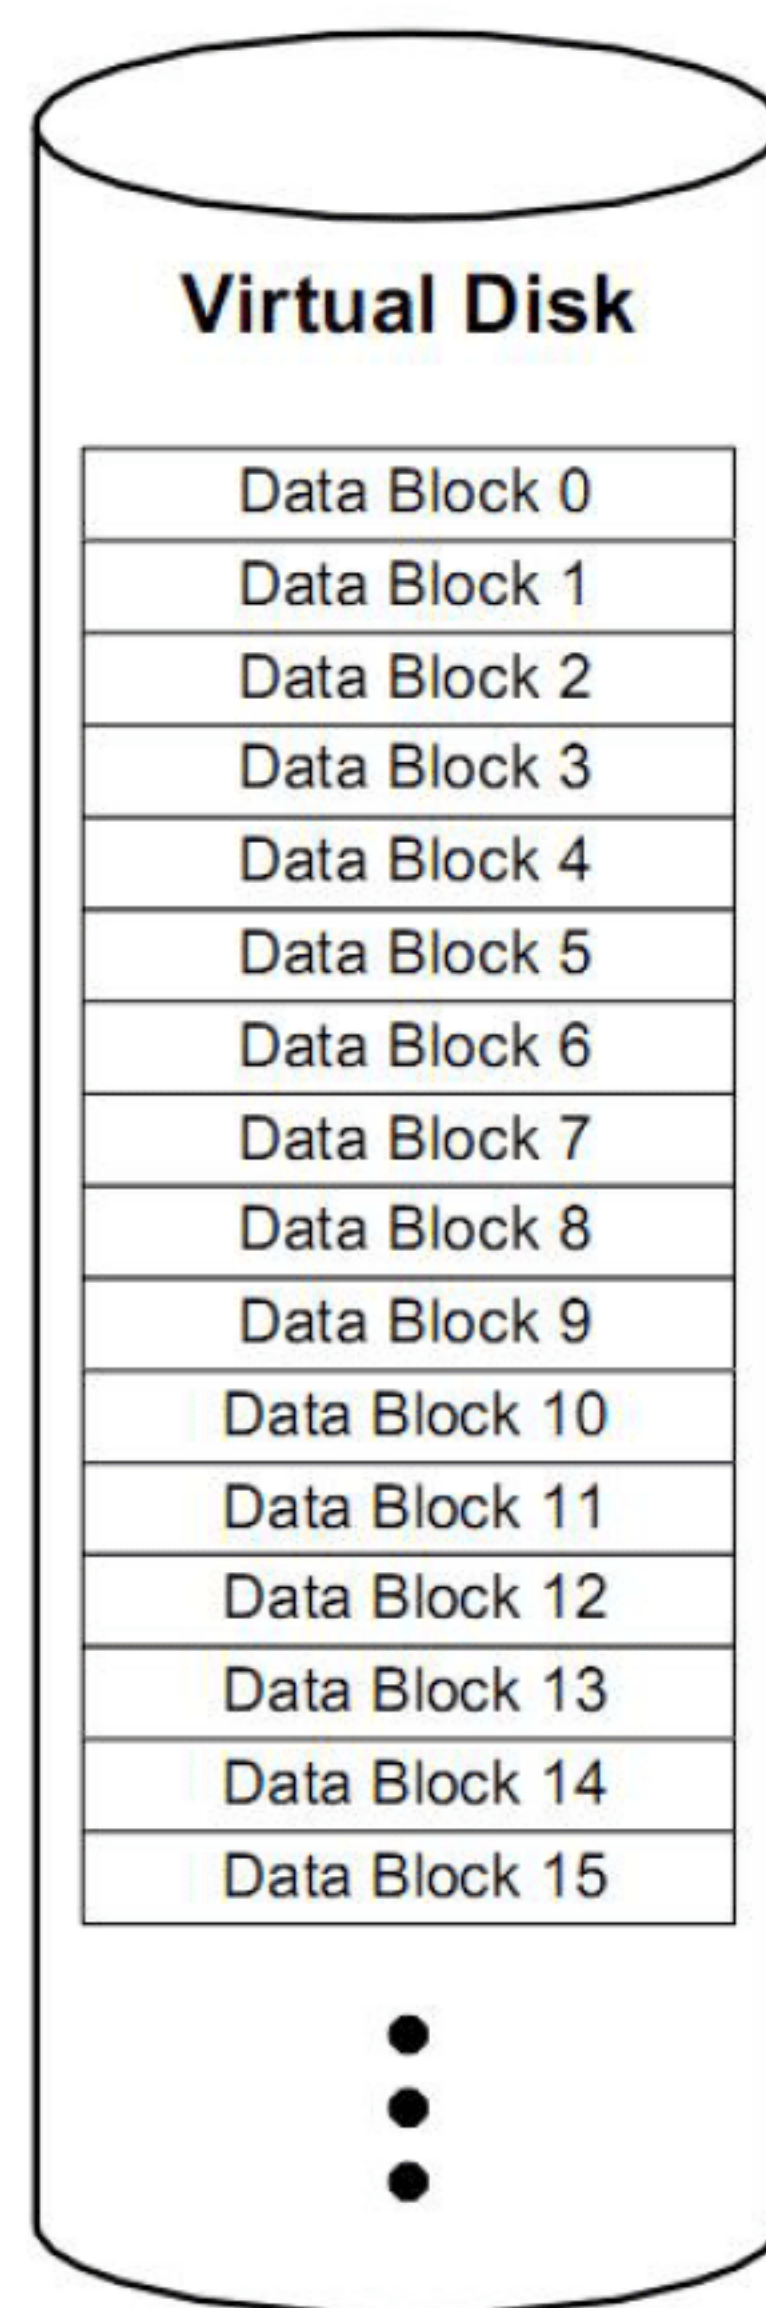 Virtual Disk
Data Block 0
Data Block 1
Data Block 2
Data Block 3
Data Block 4
Data Block 5
Data Block 6
Data Block 7
Data Block 8
Data Block 9
Data Block 10
Data Block 11
Data Block 12
Data Block 13
Data Block 14
Data Block 15